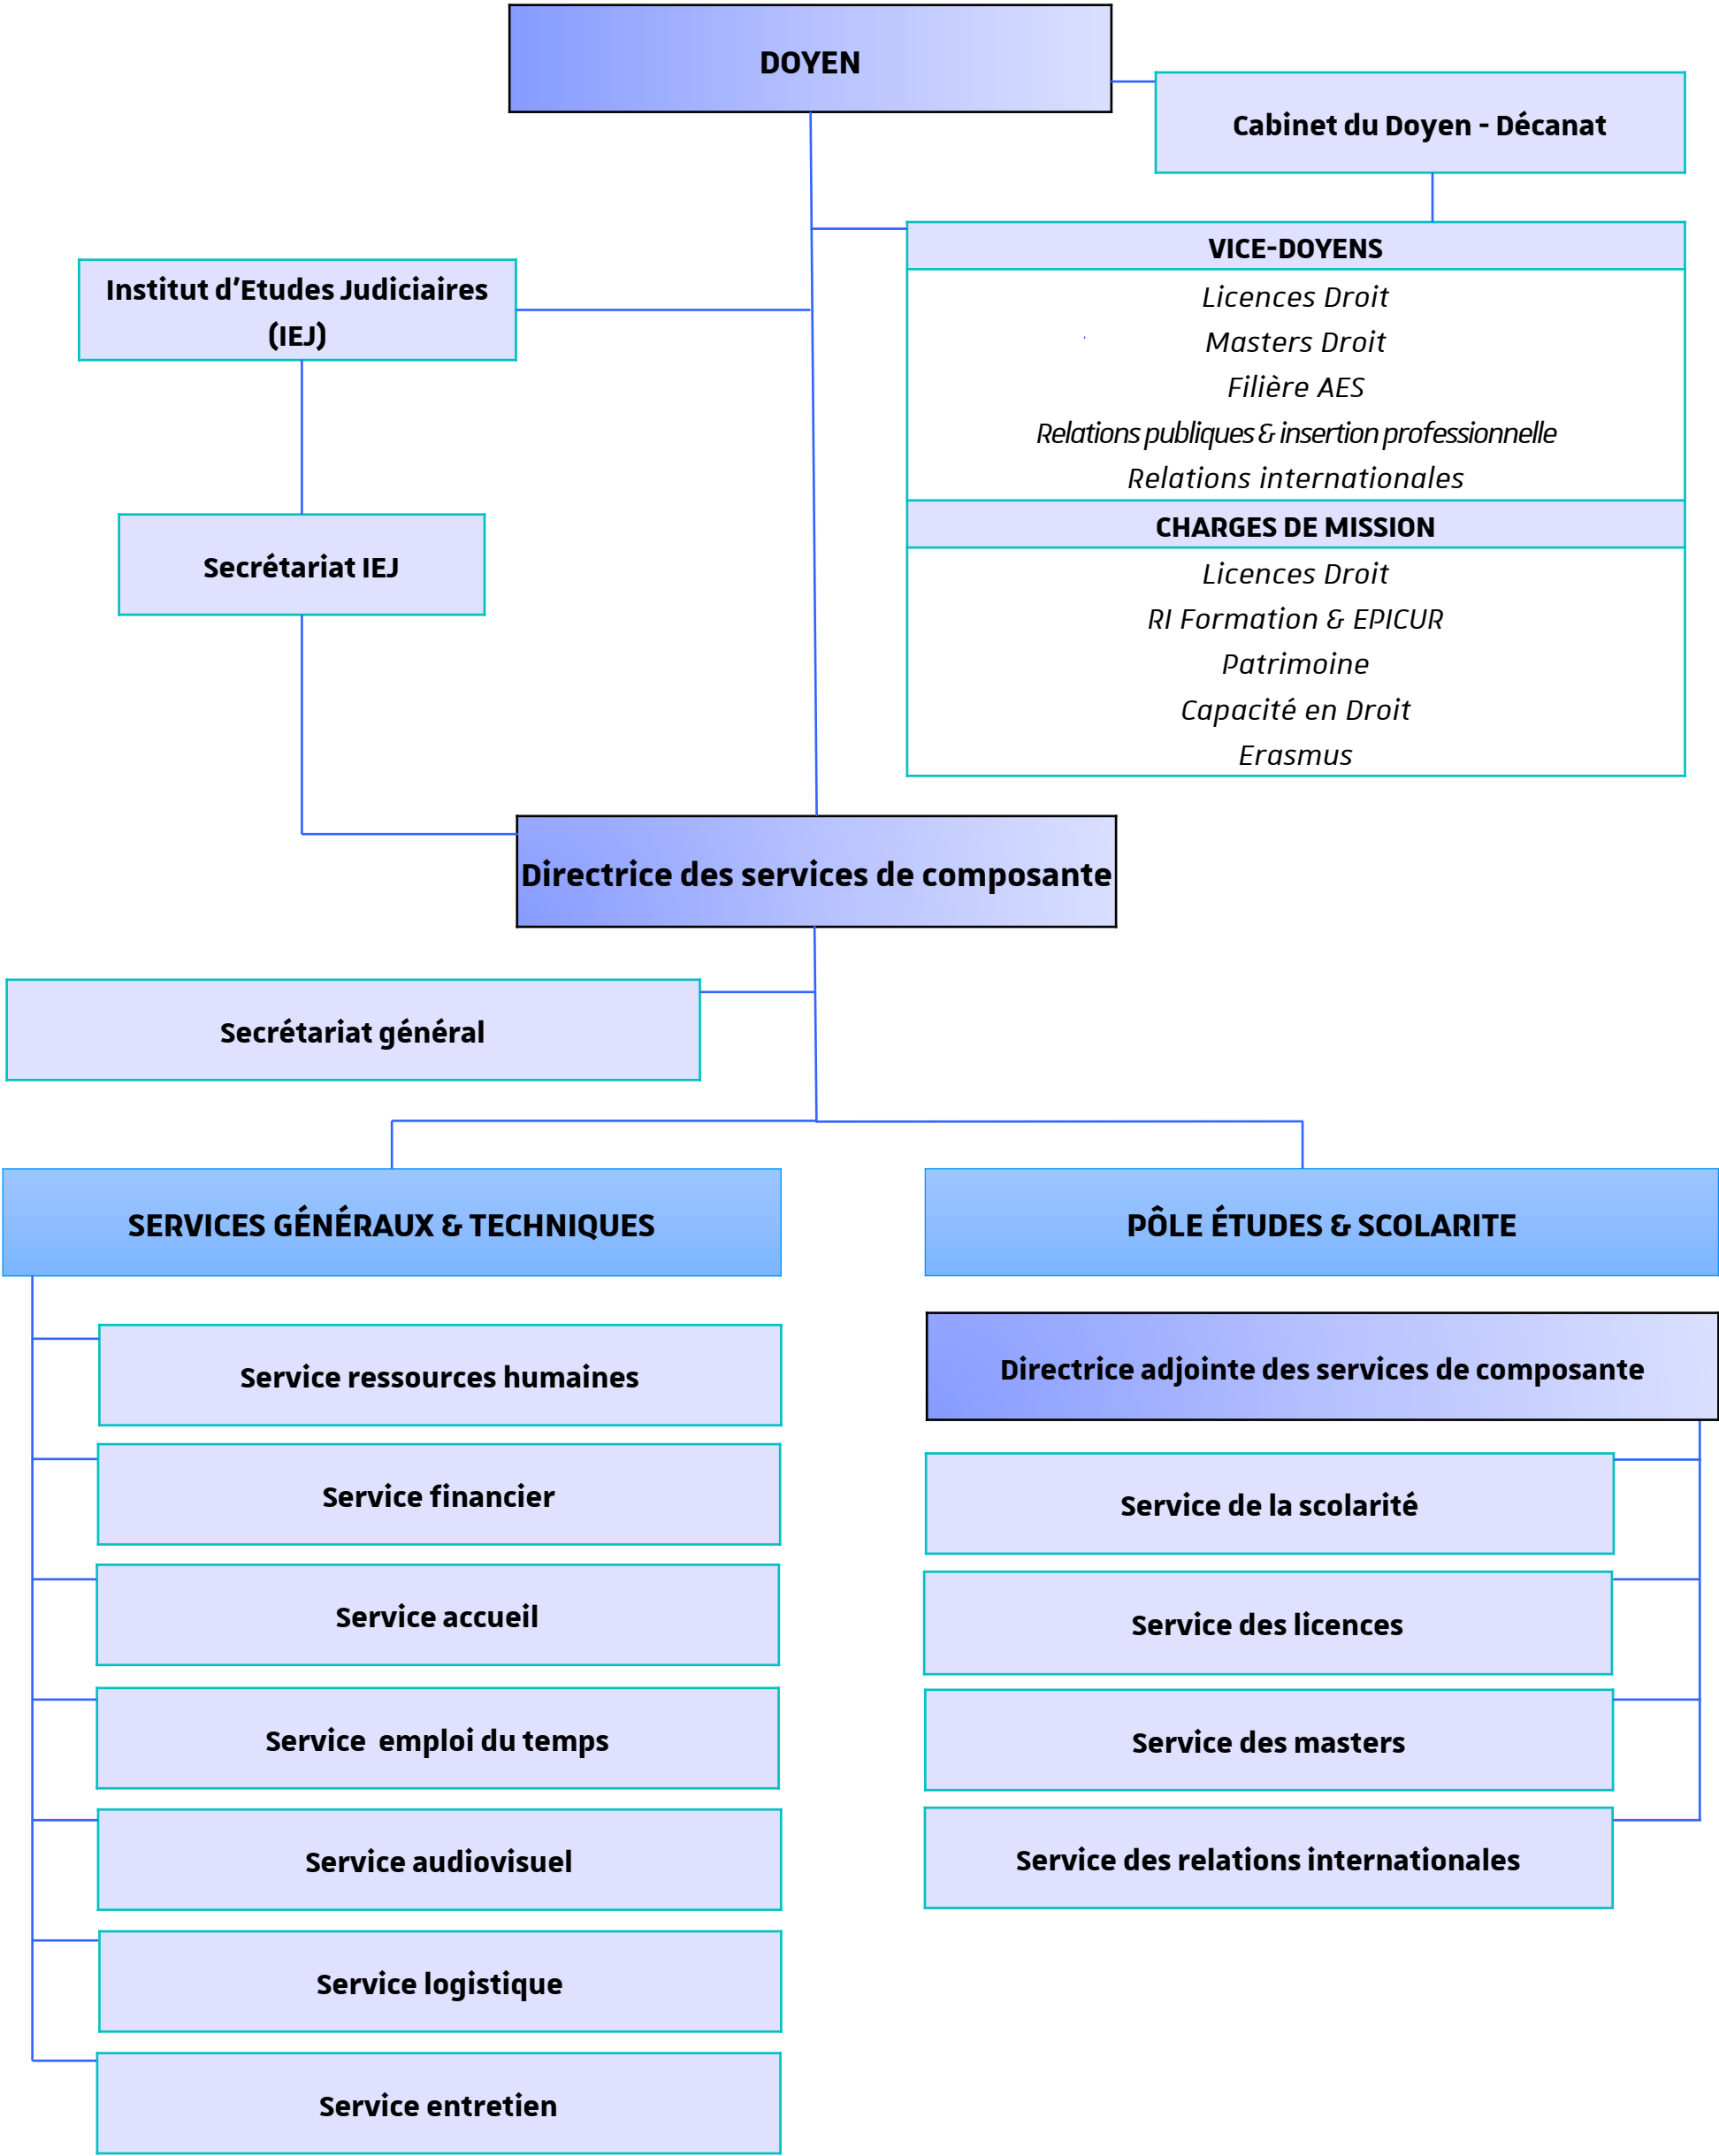 DOYEN
Cabinet du Doyen - Décanat
VICE-DOYENS
Licences Droit
Masters Droit
Filière AES
Relations publiques & insertion professionnelle
Relations internationales
CHARGES DE MISSION
Licences Droit
RI Formation & EPICUR
Patrimoine
Capacité en Droit
Erasmus
Institut d'Etudes Judiciaires
(IEJ)
Secrétariat IEJ
Directrice des services de composante
Secrétariat général
SERVICES GÉNÉRAUX & TECHNIQUES
Service ressources humaines
Service financier
Service accueil
Service  emploi du temps
Service audiovisuel
Service logistique
Service entretien
PÔLE ÉTUDES & SCOLARITE
Directrice adjointe des services de composante
Service de la scolarité
Service des licences
Service des masters
Service des relations internationales